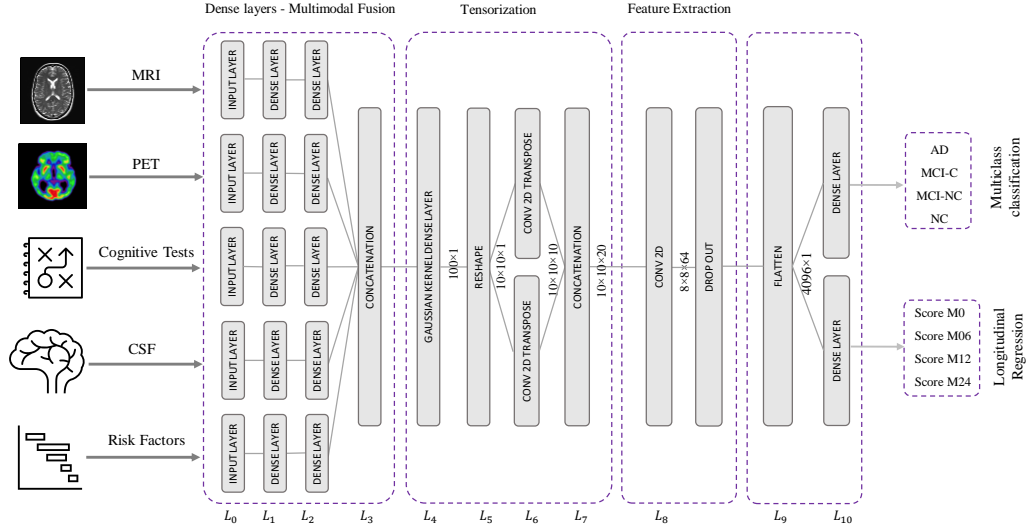 Dense layers - Multimodal Fusion
Tensorization
Feature Extraction
MRI
PET
Cognitive Tests
CSF
Risk Factors
INPUT LAYER
DENSE LAYER
DENSE LAYER
INPUT LAYER
DENSE LAYER
DENSE LAYER
INPUT LAYER
DENSE LAYER
DENSE LAYER
INPUT LAYER
DENSE LAYER
DENSE LAYER
INPUT LAYER
DENSE LAYER
DENSE LAYER
CONCATENATION
GAUSSIAN KERNEL DENSE LAYER
100×1
RESHAPE
10×10×1
CONV 2D TRANSPOSE
CONV 2D TRANSPOSE
10×10×10
CONCATENATION
10×10×20
CONV 2D
8×8×64
DROP OUT
FLATTEN
4096×1
DENSE LAYER
DENSE LAYER
AD
MCI-C
MCI-NC
NC
Multiclass
classification
Score M0
Score M06
Score M12
Score M24
Longitudinal
Regression
L0
L1
L2
L3
L4
L5
L6
L7
L8
L9
L10